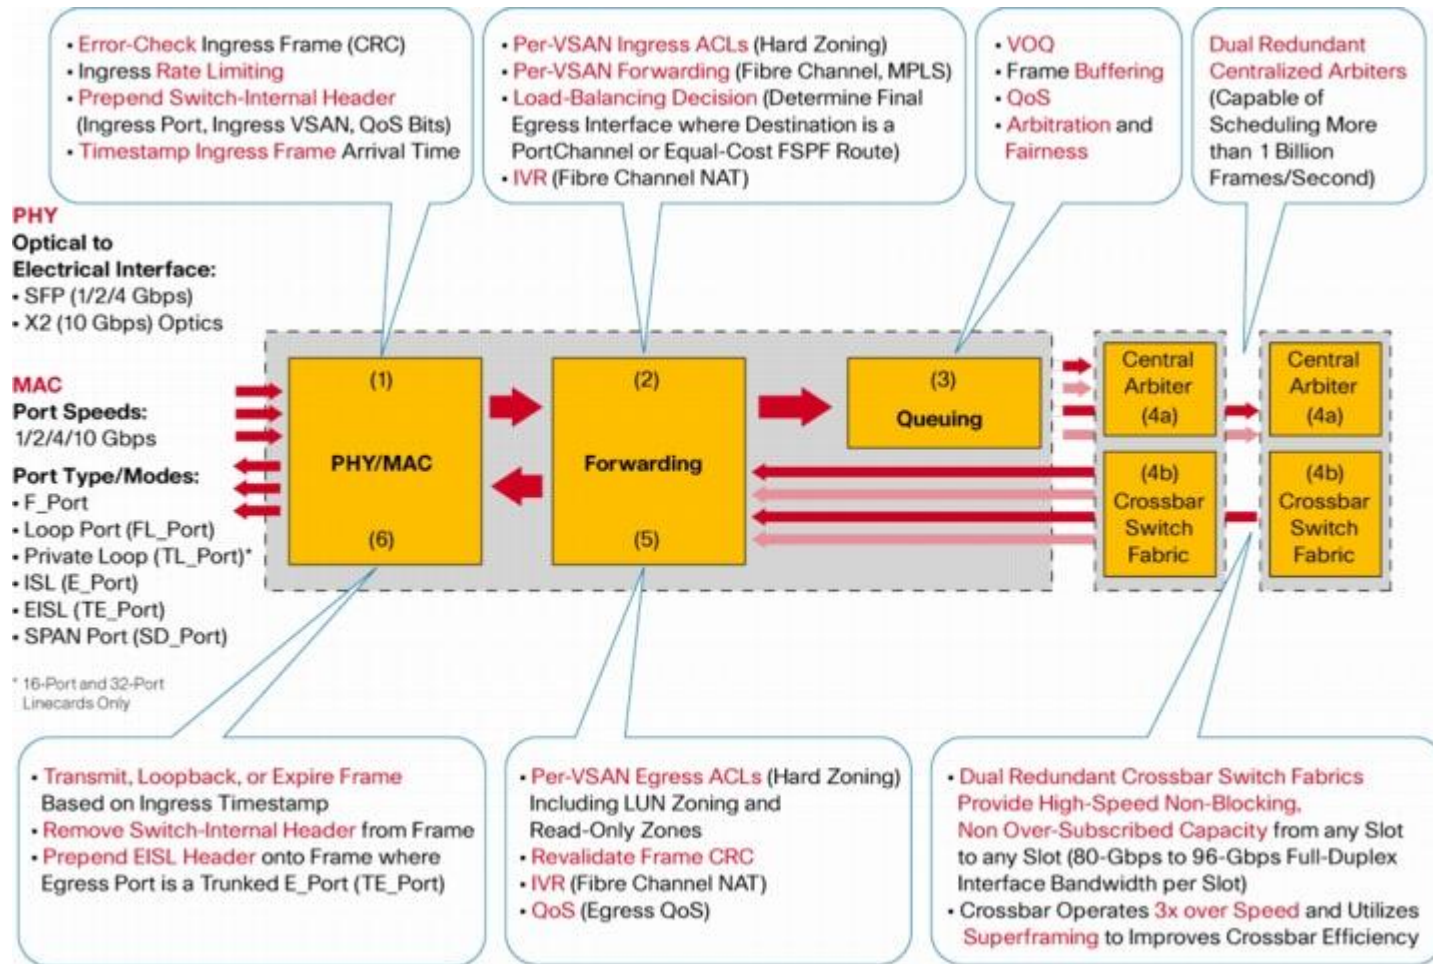 • Error-Check Ingress Frame (CRC)
• Ingress Rate Limiting
• Prepend Switch-Internal Header
(Ingress Port, Ingress VSAN, QoS Bits)
• Timestamp Ingress Frame Arrival Time
• Per-VSAN Ingress ACLs (Hard Zoning)
• Per-VSAN Forwarding (Fibre Channel, MPLS)
• Load-Balancing Decision (Determine Final
Egress Interface where Destination is a
PortChannel or Equal-Cost FSPF Route)
• IVR (Fibre Channel NAT)
• VOQ
• Frame Buffering
• QoS
• Arbitration and
Fairness
Dual Redundant
Centralized Arbiters
(Capable of
Scheduling More
than 1 Billion
Frames/Second)
PHY
Optical to
Electrical Interface:
• SFP (1/2/4 Gbps)
• X2 (10 Gbps) Optics
MAC
Port Speeds:
1/2/4/10 Gbps
Port Type/Modes:
• F_Port
• Loop Port (FL_Port)
• Private Loop (TL_Port)*
• ISL (E_Port)
• EISL (TE_Port)
• SPAN Port (SD_Port)
* 16-Port and 32-Port
Linecards Only
(1)
PHY/MAC
(6)
(2)
Forwarding
(5)
(3)
Queuing
Central
Arbiter
(4a)
Central
Arbiter
(4a)
(4b)
Crossbar
Switch
Fabric
(4b)
Crossbar
Switch
Fabric
• Transmit, Loopback, or Expire Frame
Based on Ingress Timestamp
• Remove Switch-Internal Header from Frame
• Prepend EISL Header onto Frame where
Egress Port is a Trunked E_Port (TE_Port)
• Per-VSAN Egress ACLs (Hard Zoning)
Including LUN Zoning and
Read-Only Zones
• Revalidate Frame CRC
• IVR (Fibre Channel NAT)
• QoS (Egress QoS)
• Dual Redundant Crossbar Switch Fabrics
Provide High-Speed Non-Blocking,
Non Over-Subscribed Capacity from any Slot
to any Slot (80-Gbps to 96-Gbps Full-Duplex
Interface Bandwidth per Slot)
• Crossbar Operates 3x over Speed and Utilizes
Superframing to Improves Crossbar Efficiency